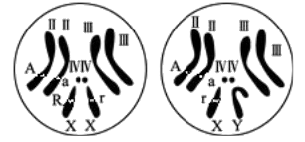 II II III III
A a IV IV
R r
X X
II II III III
A a IV IV
r
X Y